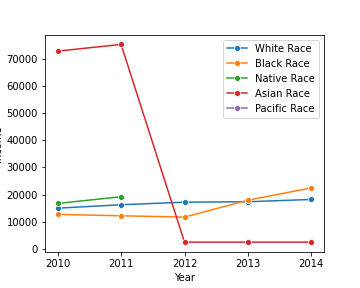 White Race
Black Race
Native Race
Asian Race
Pacific Race
70000
60000
50000
40000
30000
20000
10000
0
2010 2011 2012 2013 2014
Year